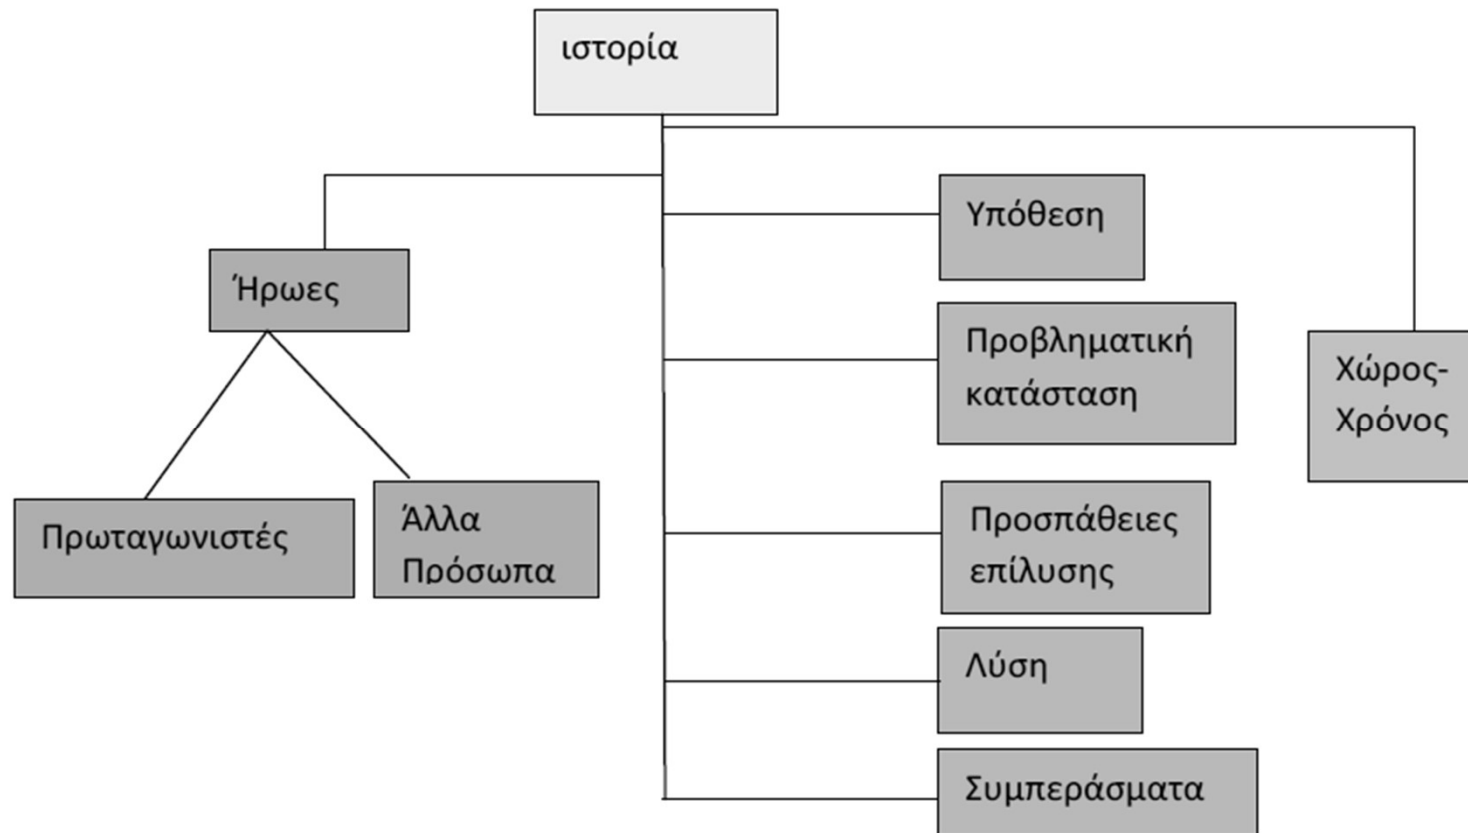 ιστορία
Υπόθεση
Ήρωες
Προβληματική
κατάσταση
Χώρος-
Χρόνος
Πρωταγωνιστές
Άλλα
Πρόσωπα
Προσπάθειες
επίλυσης
Λύση
Συμπεράσματα